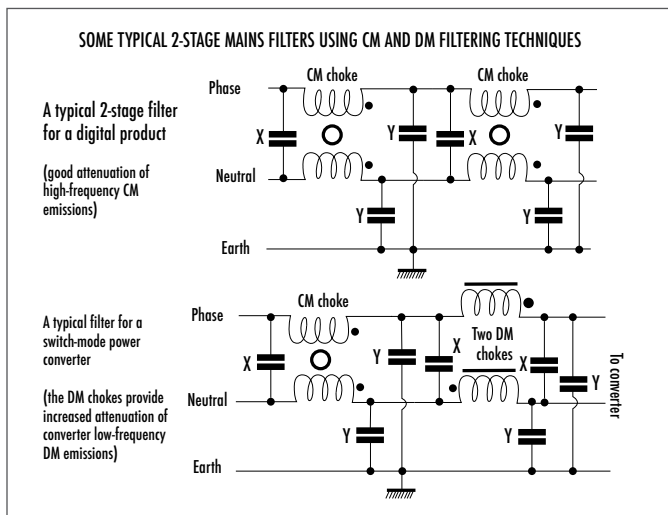 SOME TYPICAL 2-STAGE MAINS FILTERS USING CM AND DM FILTERING TECHNIQUES
A typical 2-stage filter
for a digital product
(good attenuation of
high-frequency CM
emissions)
Phase
CM choke
CM choke
X
Y
X
Y
Neutral
Y
Y
Earth
A typical filter for a
switch-mode power
converter
(the DM chokes provide
increased attenuation of
converter low-frequency
DM emissions)
Phase
CM choke
Two DM
chokes
X
Y
X
X
Y
To converter
Neutral
Y
Y
Earth